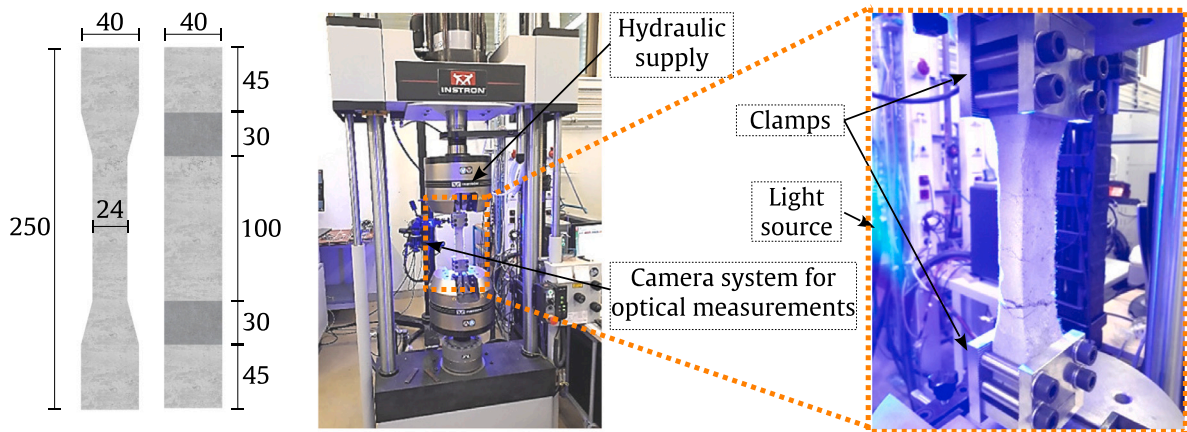 40
40
250
24
45
30
100
30
45
Hydraulic
supply
INSTRON
Camera system for
optical measurements
Clamps
Light
source